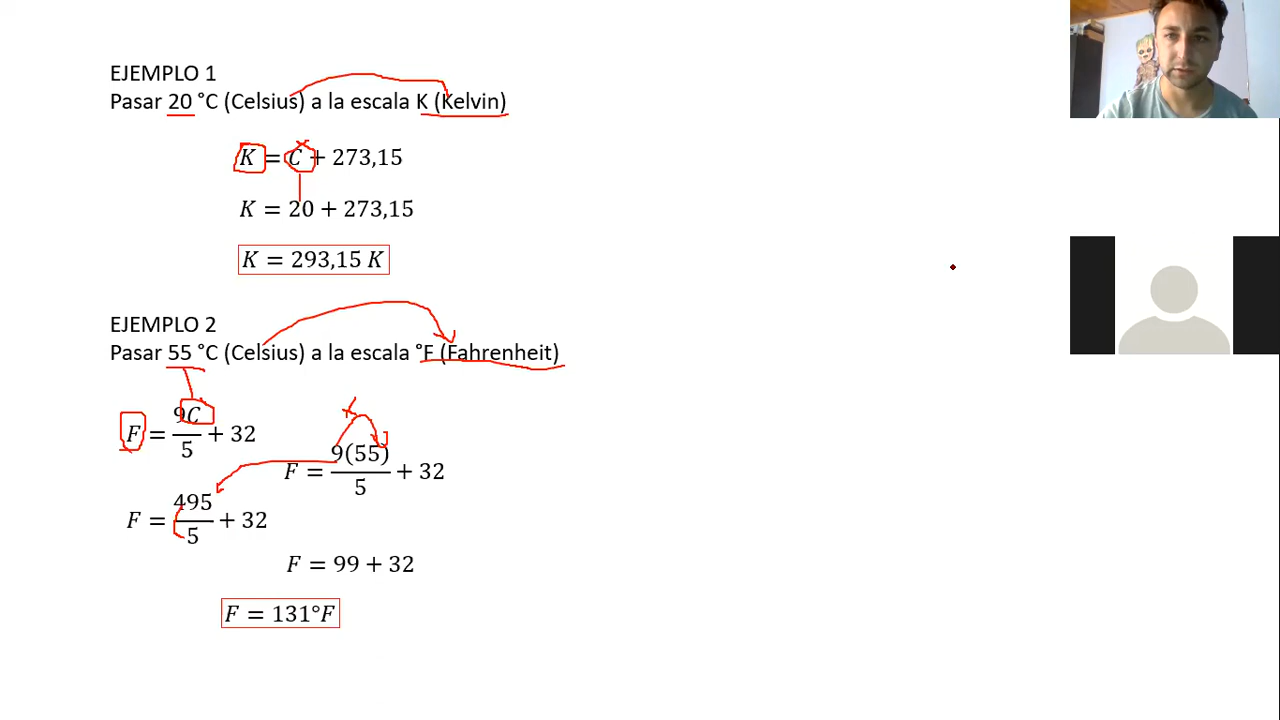 EJEMPLO 1
Pasar 20 °C (Celsius) a la escala K (Kelvin)
K = C + 273,15
K = 20 + 273,15
K = 293,15 K
EJEMPLO 2
Pasar 55 °C (Celsius) a la escala °F (Fahrenheit)
F = 9C/5 + 32
F = 9(55)/5 + 32
F = 495/5 + 32
F = 99 + 32
F = 131°F